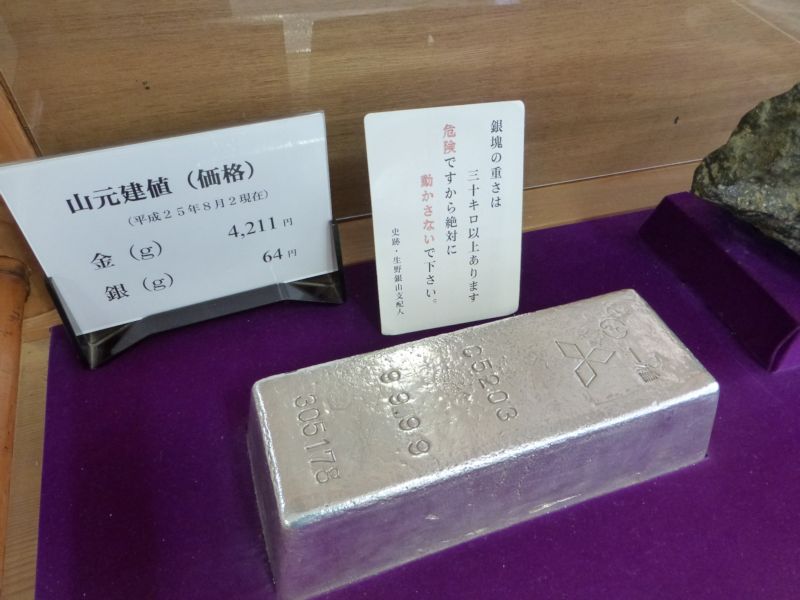 山元建値（価格）
（平成２５年８月２現在）
金（g） 4,211円
銀（g） 64円
銀塊の重さは
三十キロ以上あります
危険ですから絶対に
動かさないで下さい。
史跡・生野銀山支配人
C5203
99.99
305178